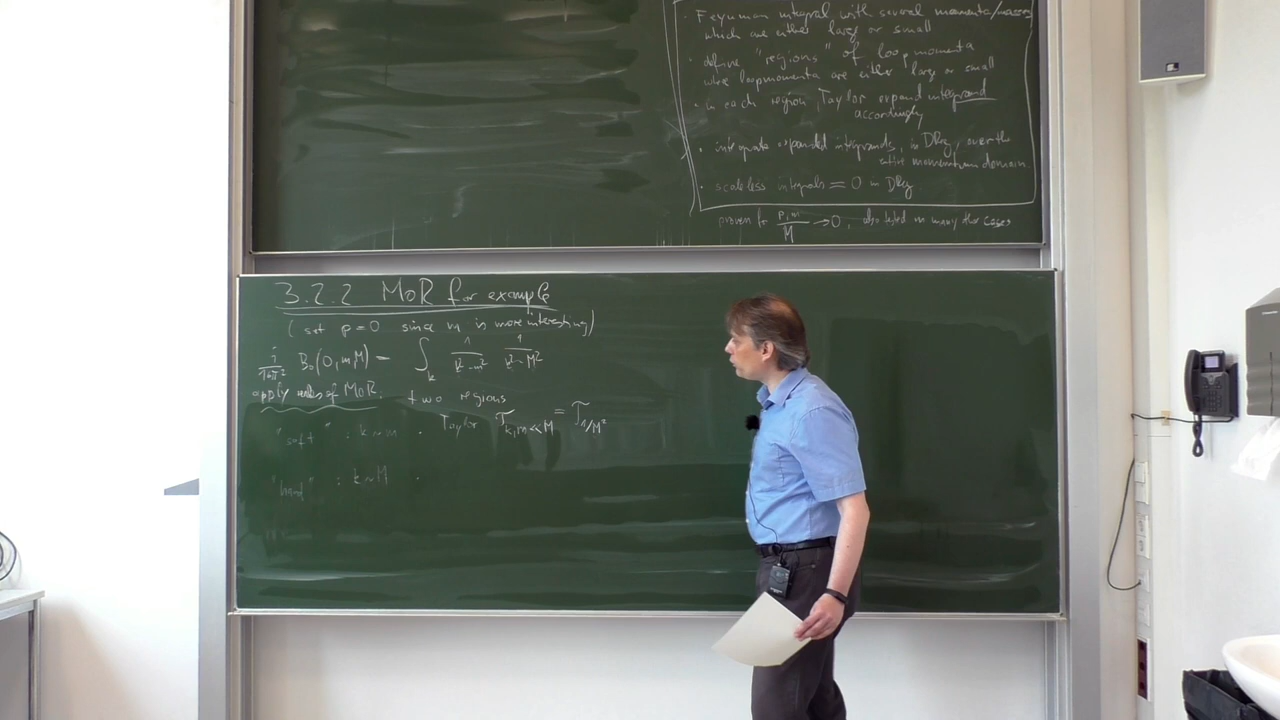 · Feynman integral with several momenta/masses
which are either large or small
· define "regions" of loop momenta
where loopmomenta are either large or small
· in each region, Taylor expand integrand
accordingly
· integrate expanded integrands, in DReg, over the
entire momentum domain
· scaleless integrals = 0 in DReg.
proven for p,m/M → 0, also tested in many other cases
3.2.2 MoR for example
(set p=0 since m is more interesting)
i/16π² B₀(0,m,M) = ∫_k 1/k²-m² 1/k²-M²
apply rules of MoR: two regions
"soft" : k~m . Taylor T_{k,m≪M} = T_{1/M²}
"hard" : k~M .